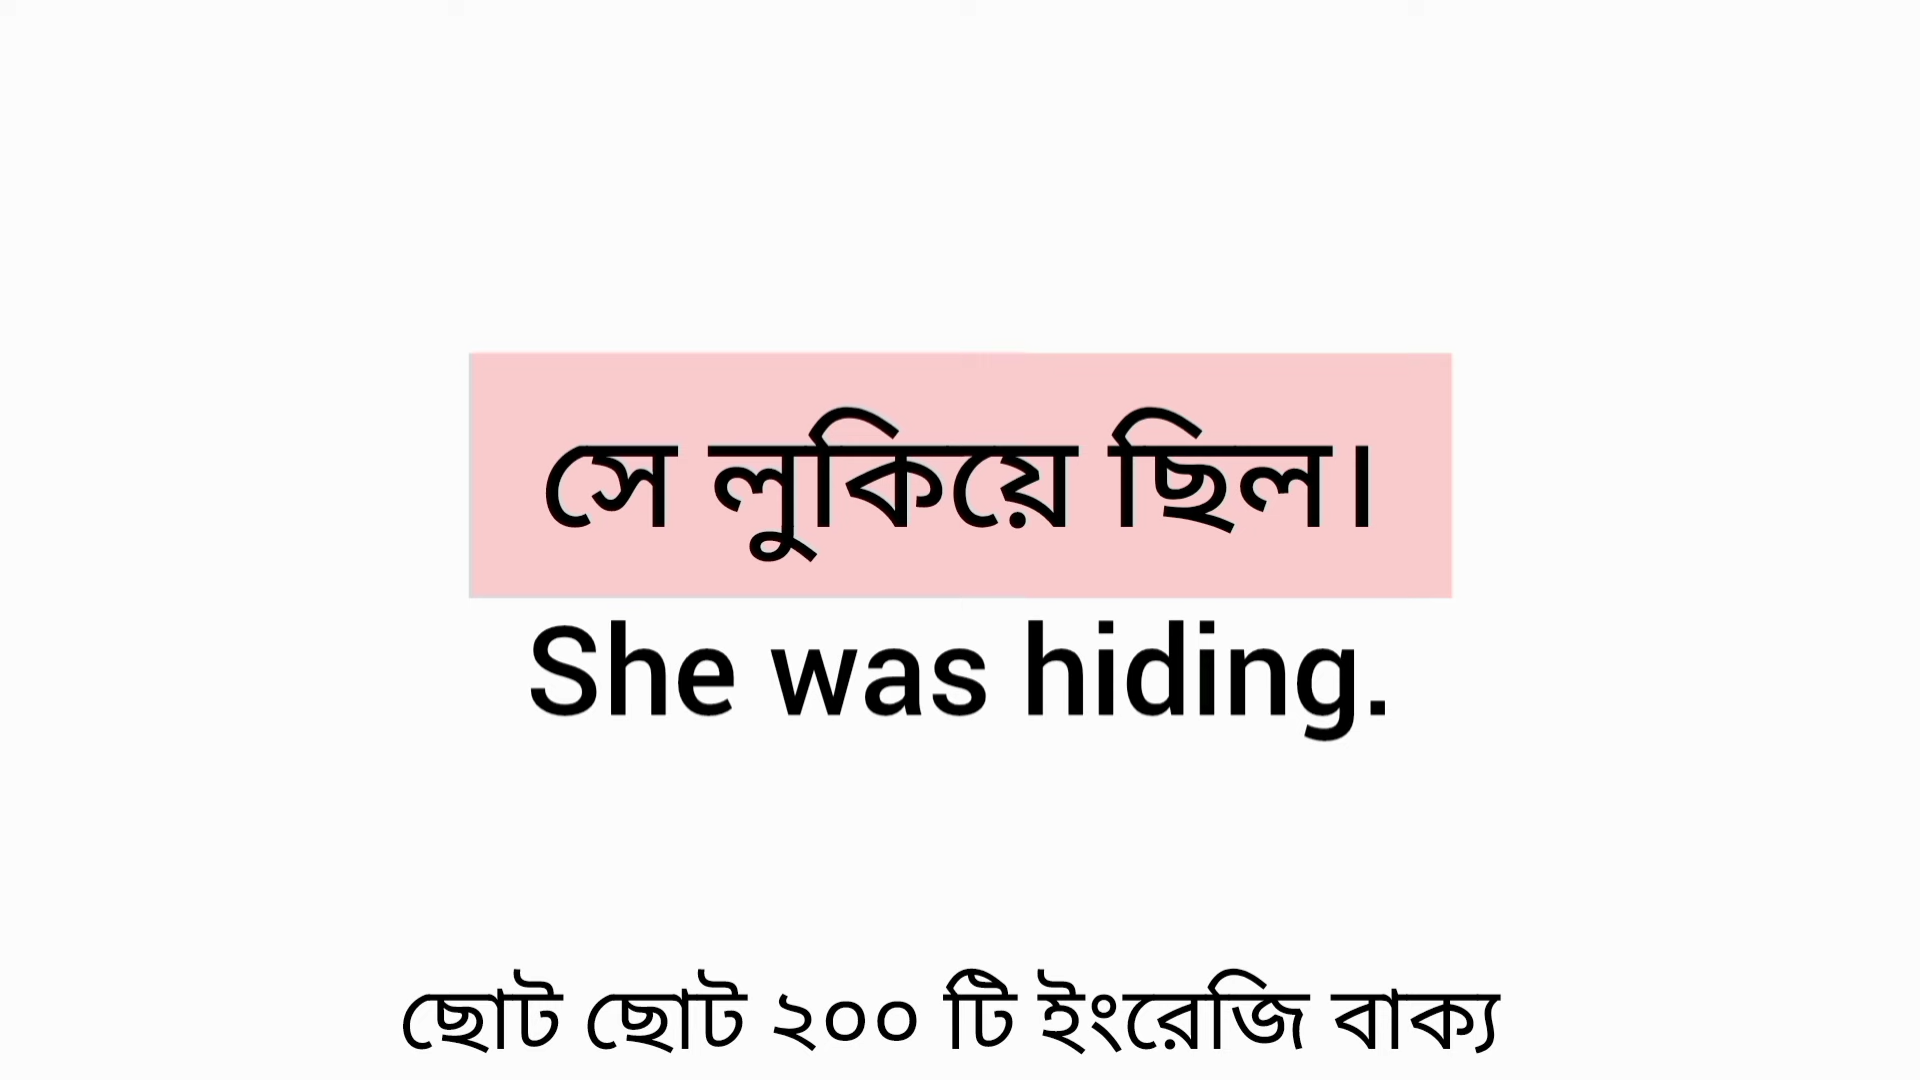 সে লুকিয়ে ছিল।
She was hiding.
ছোট ছোট ২০০ টি ইংরেজি বাক্য